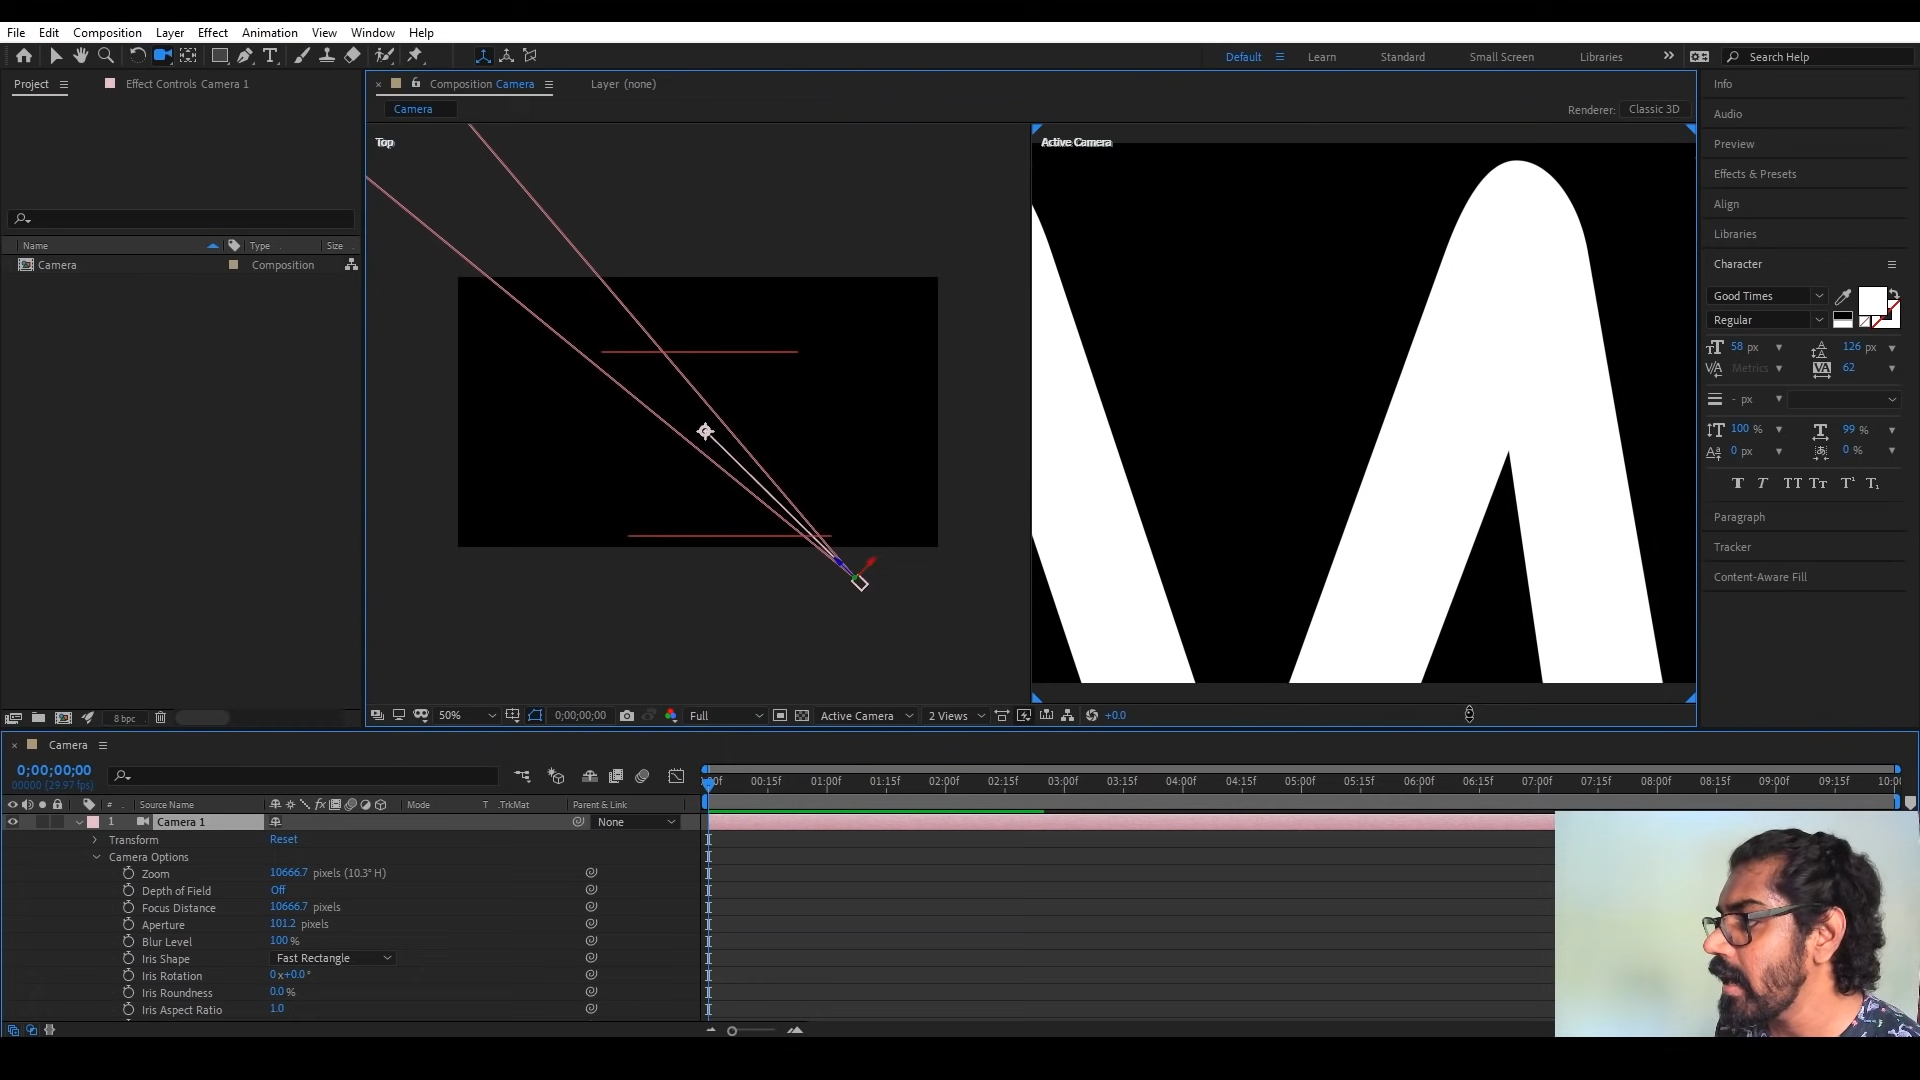 File Edit Composition Layer Effect Animation View Window Help
Default Learn Standard Small Screen Libraries Search Help
Project Effect Controls Camera 1
Composition Camera Layer (none)
Camera
Renderer: Classic 3D
Name Type Size
Camera Composition
Top
Active Camera
Info
Audio
Preview
Effects & Presets
Align
Libraries
Character
Good Times
Regular
58 px 126 px
Metrics 62
- px
100 % 99 %
0 px 0 %
Paragraph
Tracker
Content-Aware Fill
8 bpc
50% 0;00;00;00 Full Active Camera 2 Views +0.0
Camera
0;00;00;00
00000 (29.97 fps)
00f 00:15f 01:00f 01:15f 02:00f 02:15f 03:00f 03:15f 04:00f 04:15f 05:00f 05:15f 06:00f 06:15f 07:00f 07:15f 08:00f 08:15f 09:00f 09:15f 10:0
# Source Name Mode T .TrkMat Parent & Link
1 Camera 1 None
Transform Reset
Camera Options
Zoom 10666.7 pixels (10.3° H)
Depth of Field Off
Focus Distance 10666.7 pixels
Aperture 101.2 pixels
Blur Level 100 %
Iris Shape Fast Rectangle
Iris Rotation 0x+0.0°
Iris Roundness 0.0 %
Iris Aspect Ratio 1.0